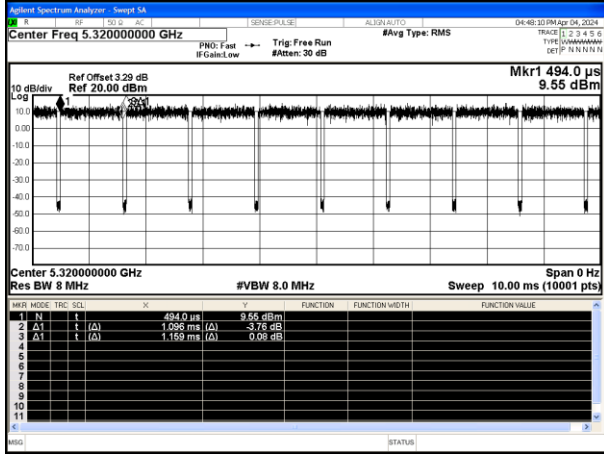 Agilent Spectrum Analyzer - Swept SA
R RF 50 Ω AC SENSE:PULSE ALIGN AUTO 04:48:10 PM Apr 04, 2024
Center Freq 5.320000000 GHz #Avg Type: RMS TRACE 1 2 3 4 5 6
PNO: Fast Trig: Free Run TYPE
IFGain:Low #Atten: 30 dB DET P N N N N N
Mkr1 494.0 µs
Ref Offset 3.29 dB
10 dB/div Ref 20.00 dBm 9.55 dBm
Log
10.0
0.00
-10.0
-20.0
-30.0
-40.0
-50.0
-60.0
-70.0
Center 5.320000000 GHz Span 0 Hz
Res BW 8 MHz #VBW 8.0 MHz Sweep 10.00 ms (10001 pts)
MKR MODE TRC SCL X Y FUNCTION FUNCTION WIDTH FUNCTION VALUE
1 N t 494.0 µs 9.55 dBm
2 Δ1 t (Δ) 1.096 ms (Δ) -3.76 dB
3 Δ1 t (Δ) 1.159 ms (Δ) 0.08 dB
4
5
6
7
8
9
10
11
MSG STATUS